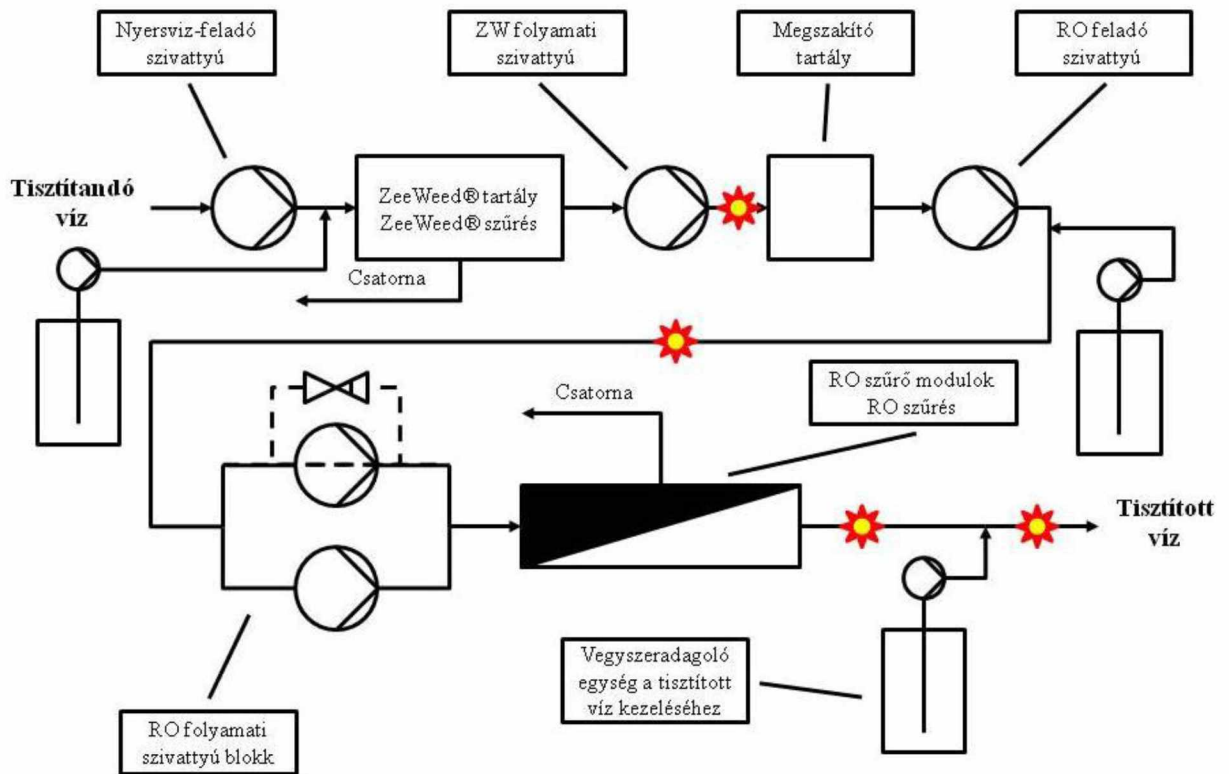 Nyersviz-feladó
szivattyú
ZW folyamati
szivattyú
Megszakító
tartály
RO feladó
szivattyú
Tisztítandó
víz
ZeeWeed® tartály
ZeeWeed® szűrés
Csatorna
RO szűrő modulok
RO szűrés
Csatorna
Tisztított
víz
Vegyszeradagoló
egység a tisztított
víz kezeléséhez
RO folyamati
szivattyú blokk